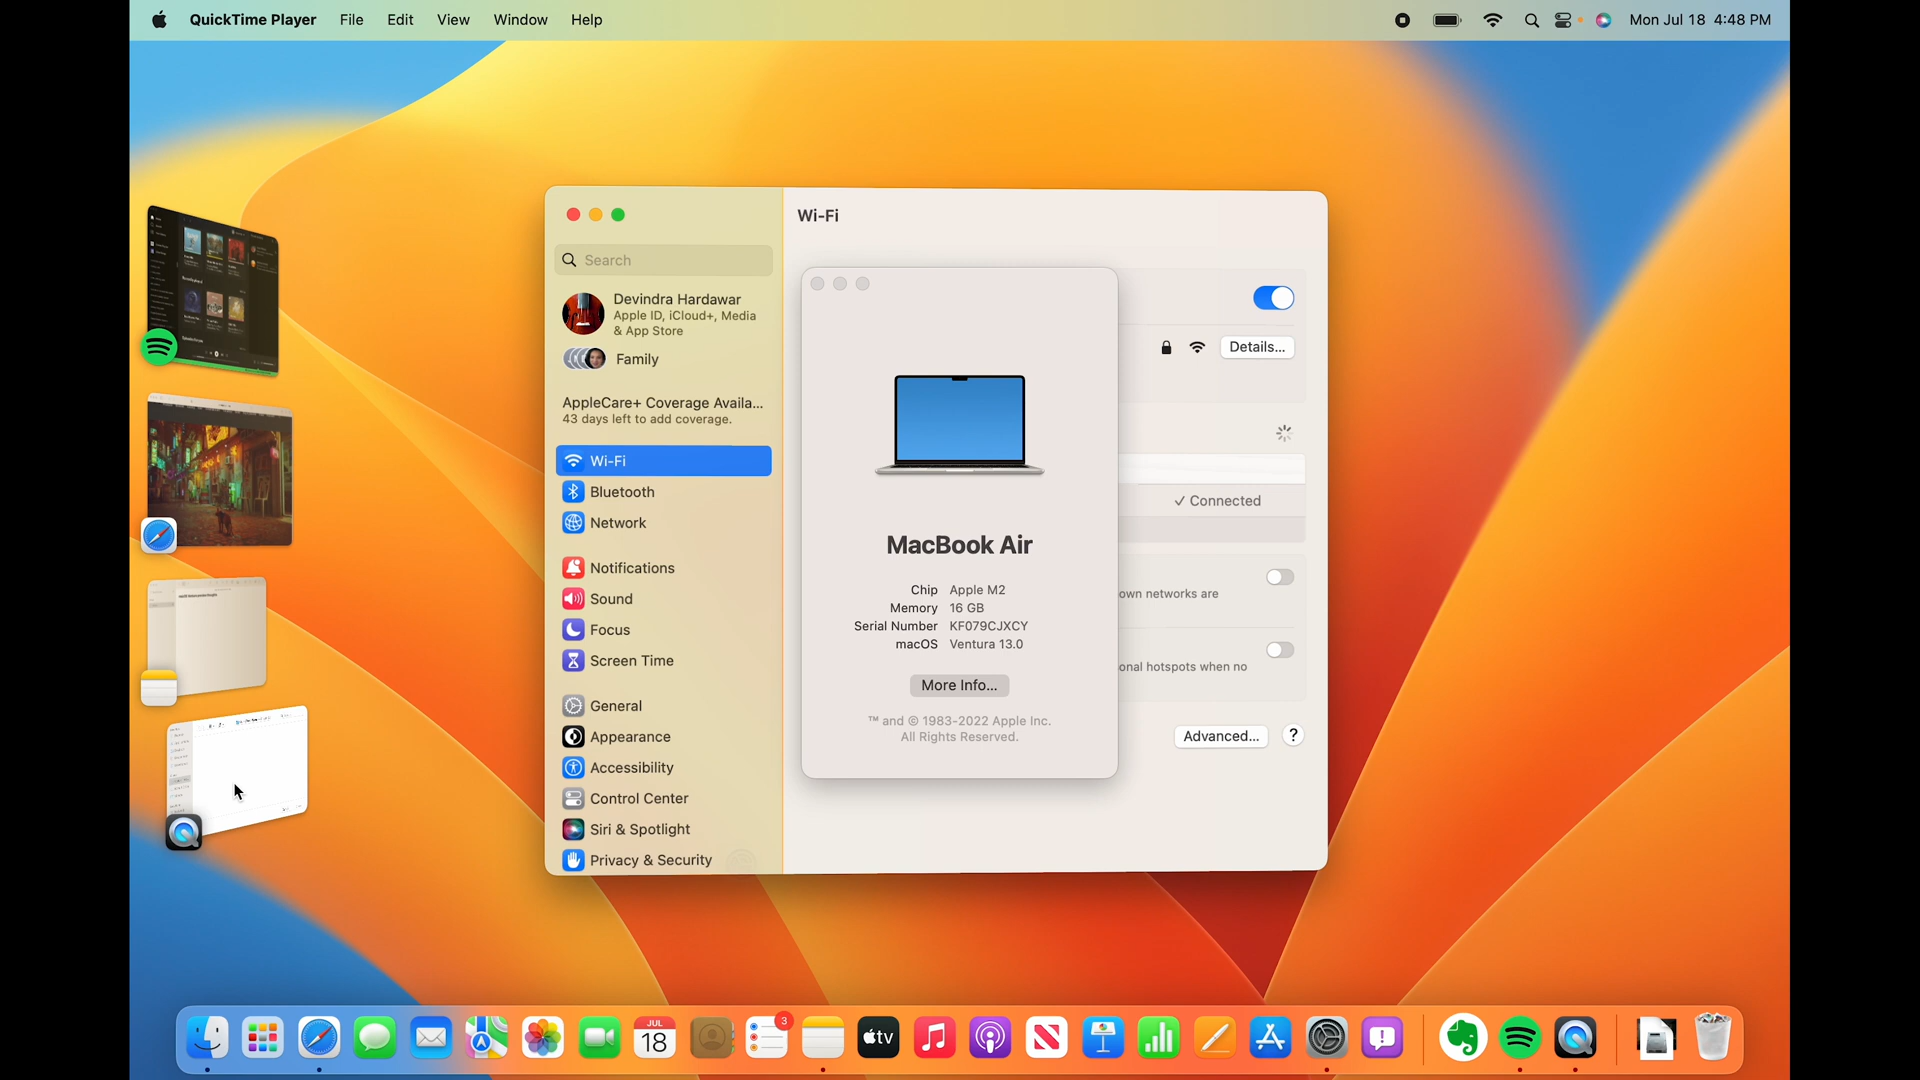 QuickTime Player File Edit View Window Help Mon Jul 18 4:48 PM
Wi-Fi
Search
Devindra Hardawar
Apple ID, iCloud+, Media
& App Store
Family
AppleCare+ Coverage Availa...
43 days left to add coverage.
Wi-Fi
Bluetooth
Network
Notifications
Sound
Focus
Screen Time
General
Appearance
Accessibility
Control Center
Siri & Spotlight
Privacy & Security
MacBook Air
Chip Apple M2
Memory 16 GB
Serial Number KF079CJXCY
macOS Ventura 13.0
More Info...
™ and © 1983-2022 Apple Inc.
All Rights Reserved.
Details...
✓ Connected
own networks are
onal hotspots when no
Advanced... ?
JUL
18
3
tv